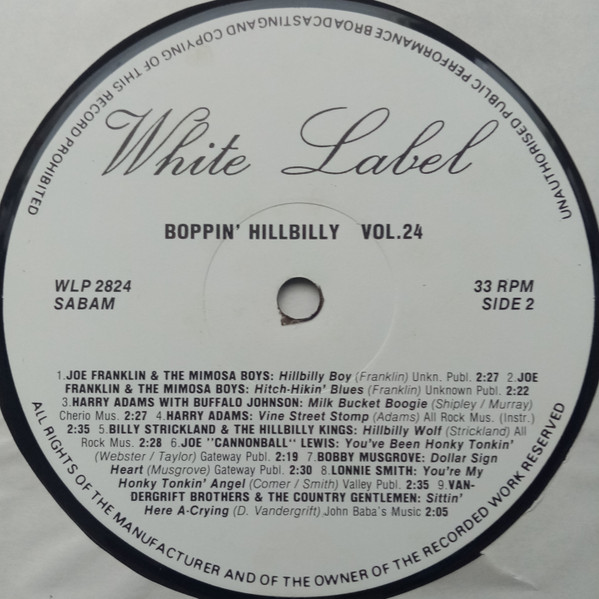 UNAUTHORISED PUBLIC PERFORMANCE BROADCASTING AND COPYING OF THIS RECORD PROHIBITED
White Label
BOPPIN' HILLBILLY VOL.24
WLP 2824 33 RPM
SABAM SIDE 2
1.JOE FRANKLIN & THE MIMOSA BOYS: Hillbilly Boy (Franklin) Unkn. Publ. 2:27 2.JOE
FRANKLIN & THE MIMOSA BOYS: Hitch-Hikin' Blues (Franklin) Unknown Publ. 2:22
3.HARRY ADAMS WITH BUFFALO JOHNSON: Milk Bucket Boogie (Shipley / Murray)
Cherio Mus. 2:27 4.HARRY ADAMS: Vine Street Stomp (Adams) All Rock Mus. (Instr.)
2:35 5.BILLY STRICKLAND & THE HILLBILLY KINGS: Hillbilly Wolf (Strickland) All
Rock Mus. 2:28 6.JOE "CANNONBALL" LEWIS: You've Been Honky Tonkin'
(Webster / Taylor) Gateway Publ. 2:19 7.BOBBY MUSGROVE: Dollar Sign
Heart (Musgrove) Gateway Publ. 2:30 8.LONNIE SMITH: You're My
Honky Tonkin' Angel (Comer / Smith) Valley Publ. 2:35 9.VAN-
DERGRIFT BROTHERS & THE COUNTRY GENTLEMEN: Sittin'
Here A-Crying (D. Vandergrift) John Baba's Music 2:05
ALL RIGHTS OF THE MANUFACTURER AND OF THE OWNER OF THE RECORDED WORK RESERVED